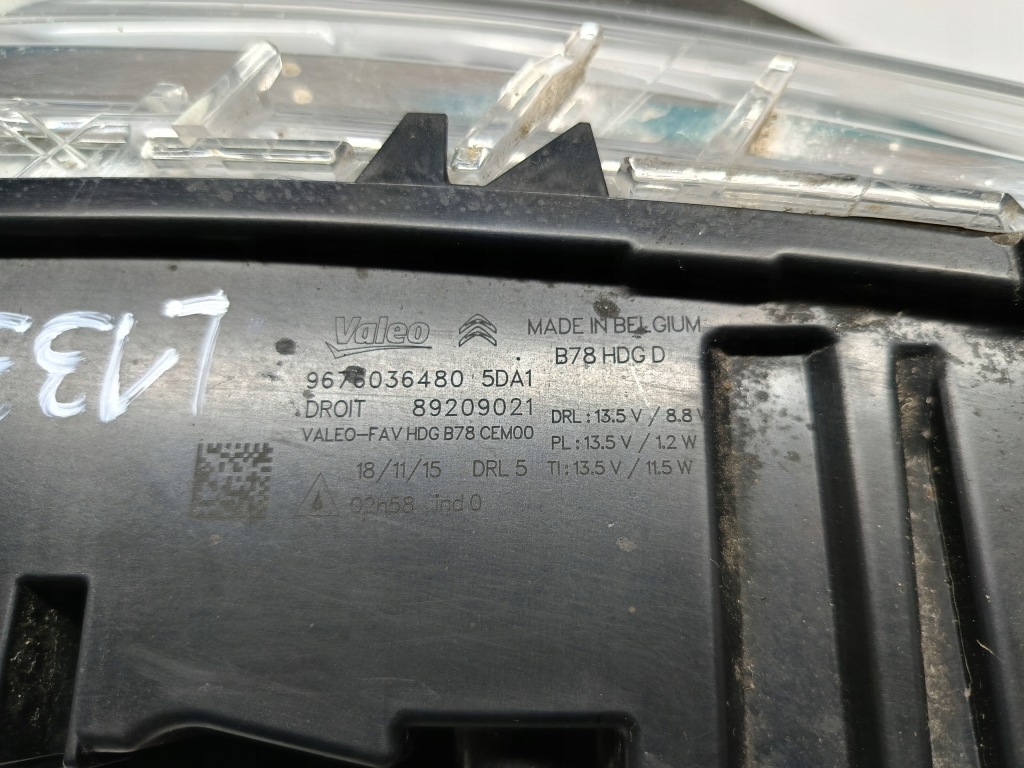 Valeo MADE IN BELGIUM
B78 HDG D
9676036480 5DA1
DROIT 89209021
VALEO-FAV HDG B78 CEM00
18/11/15 DRL 5
02h58 ind 0
DRL : 13.5 V / 8.8
PL : 13.5 V / 1.2 W
TI : 13.5 V / 11.5 W